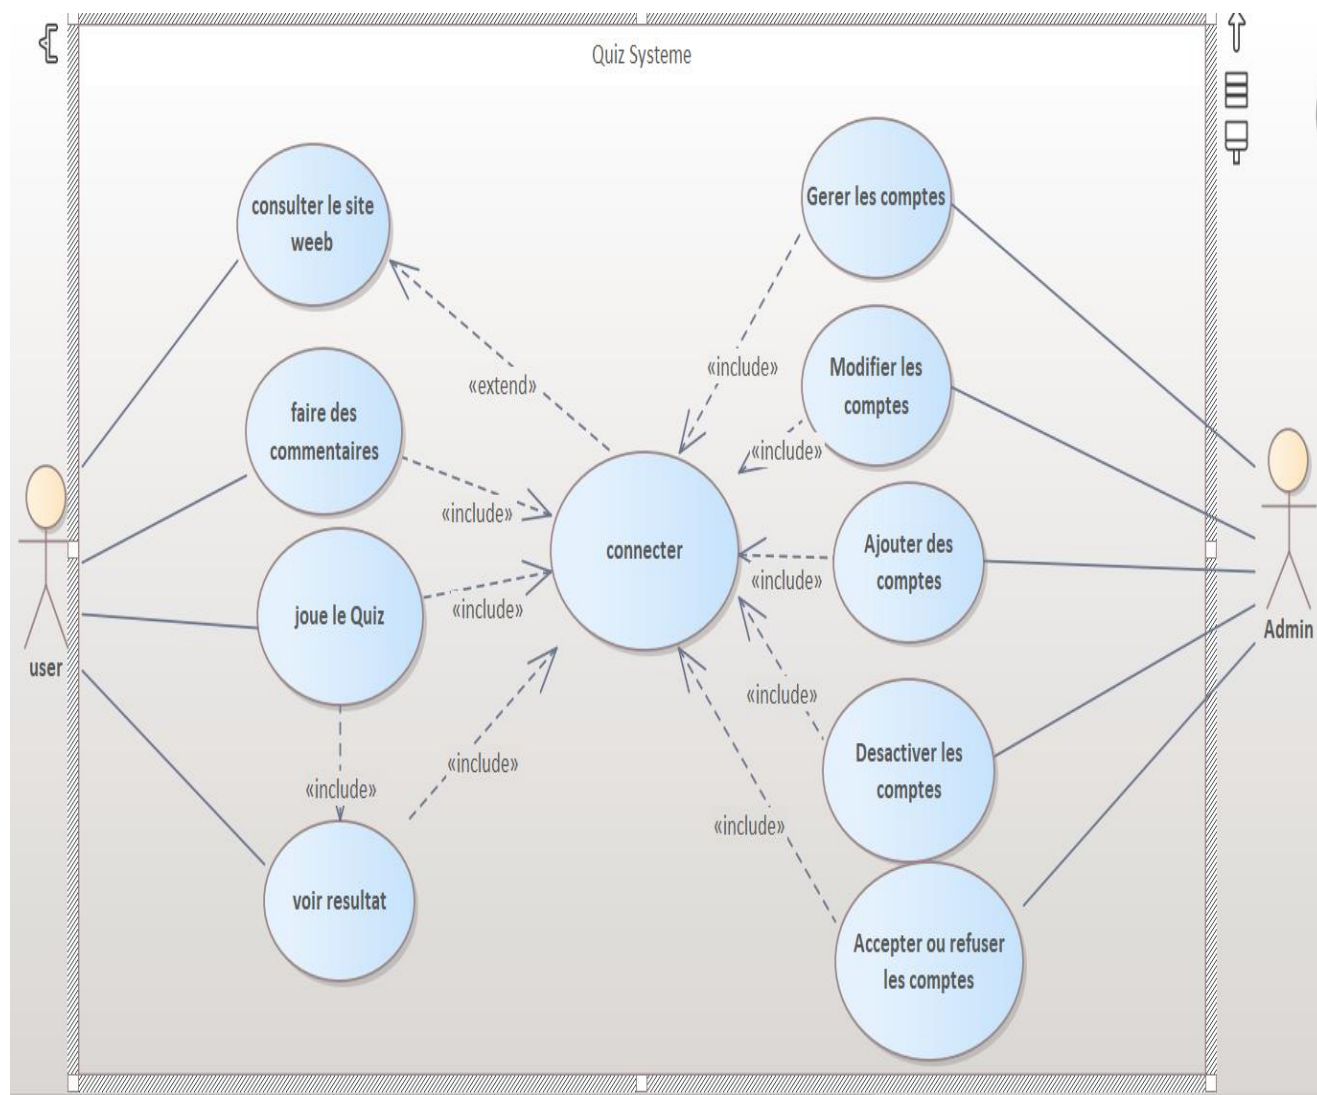 Quiz Systeme
consulter le site
weeb
Gerer les comptes
«include»
Modifier les
comptes
«extend»
faire des
commentaires
«include»
«include»
connecter
Ajouter des
comptes
«include»
joue le Quiz
«include»
user
Admin
«include»
Desactiver les
comptes
«include»
«include»
«include»
voir resultat
Accepter ou refuser
les comptes